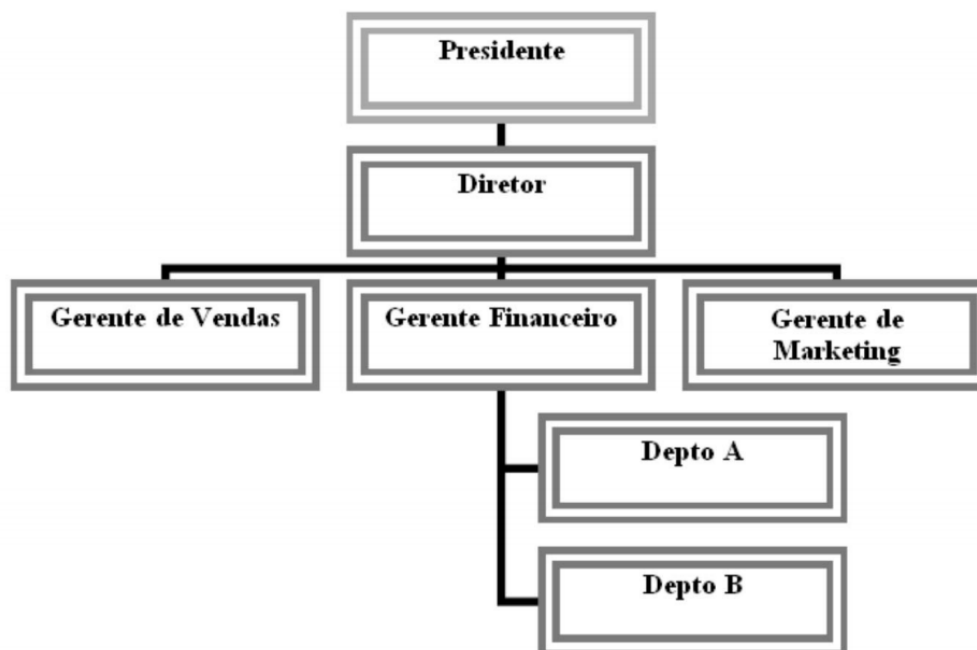 Presidente
Diretor
Gerente de Vendas
Gerente Financeiro
Gerente de
Marketing
Depto A
Depto B